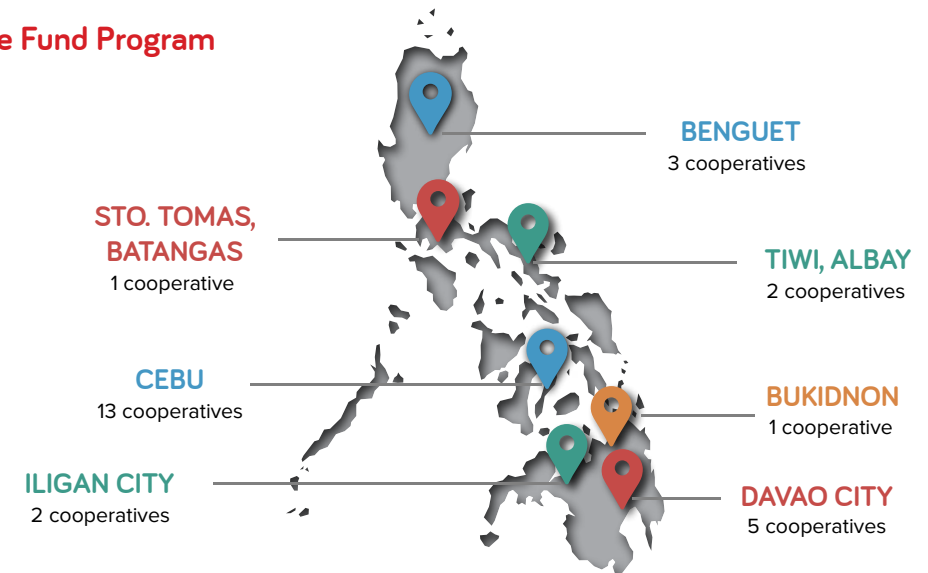 e Fund Program
BENGUET
3 cooperatives
STO. TOMAS,
BATANGAS
1 cooperative
TIWI, ALBAY
2 cooperatives
CEBU
13 cooperatives
BUKIDNON
1 cooperative
ILIGAN CITY
2 cooperatives
DAVAO CITY
5 cooperatives